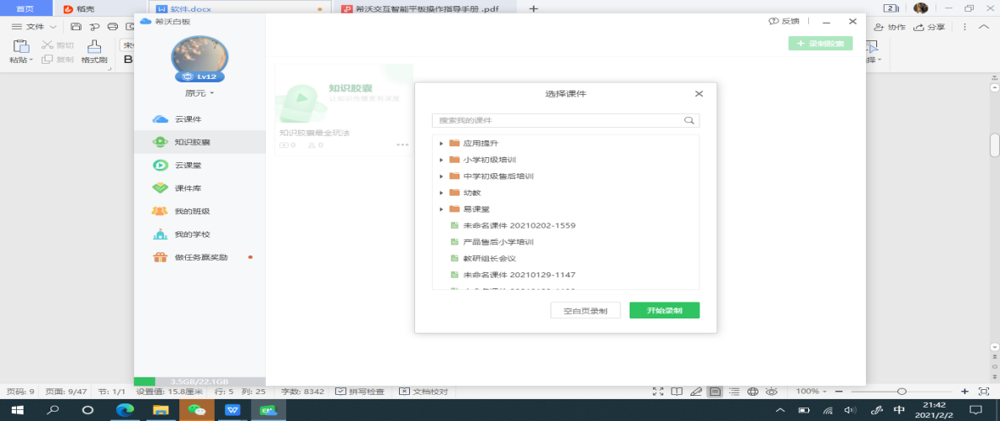 首页 稻壳 软件.docx 希沃交互智能平板操作指导手册 .pdf
文件 协作 分享
粘贴 剪切 复制 格式刷 B
希沃白板 反馈
Lv12
原元
云课件
知识胶囊
云课堂
课件库
我的班级
我的学校
做任务赢奖励
3.5GB/22.1GB
录制胶囊
知识胶囊
让知识传播更有深度
知识胶囊最全玩法
0 0
选择课件
搜索我的课件
应用提升
小学初级培训
中学初级售后培训
幼教
易课堂
未命名课件 20210202-1559
产品售后小学培训
教研组长会议
未命名课件 20210129-1147
空白页录制 开始录制
页码: 9 页面: 9/47 节: 1/1 设置值: 15.8厘米 行: 5 列: 25 字数: 8342 拼写检查 文档校对 100%
中 21:42
2021/2/2